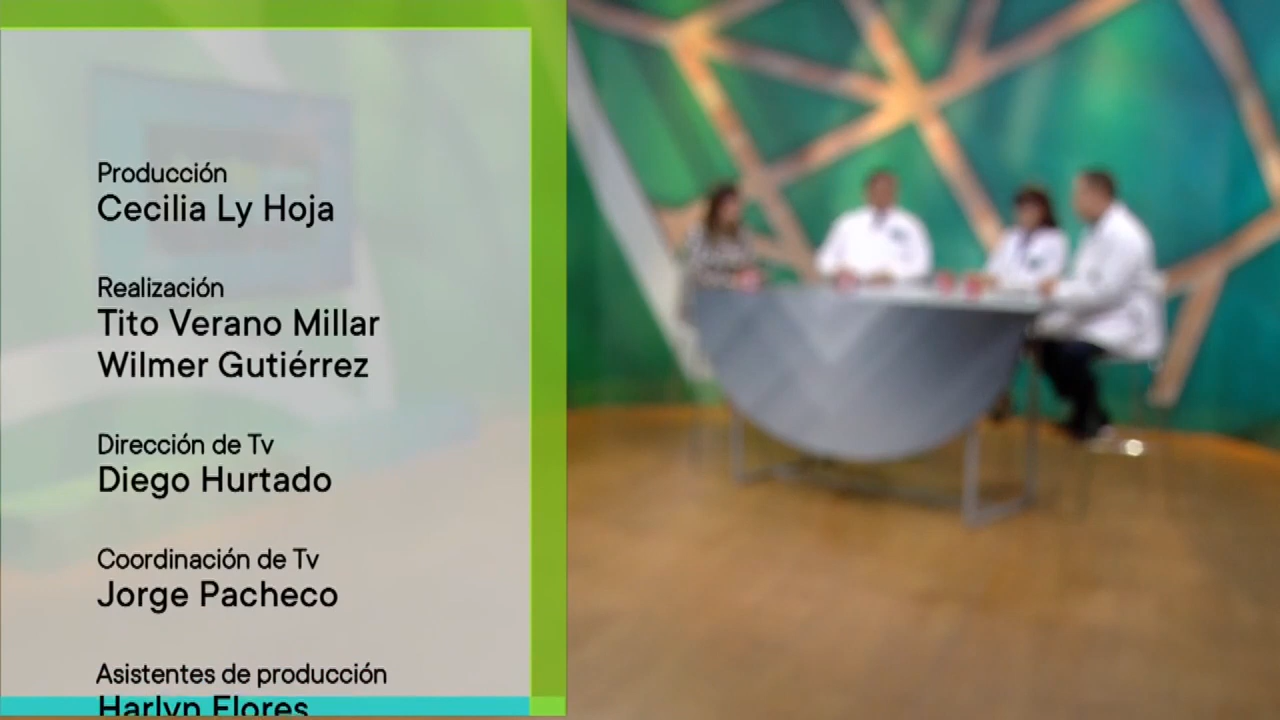 Producción
Cecilia Ly Hoja
Realización
Tito Verano Millar
Wilmer Gutiérrez
Dirección de Tv
Diego Hurtado
Coordinación de Tv
Jorge Pacheco
Asistentes de producción
Harlyn Flores